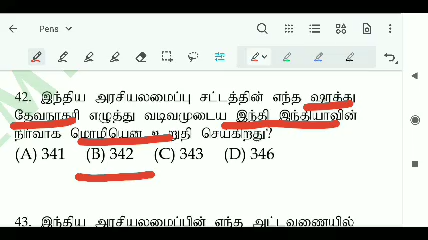 Pens
42. இந்திய அரசியலமைப்பு சட்டத்தின் எந்த ஷரத்து
தேவநாகரி எழுத்து வடிவமுடைய இந்தி இந்தியாவின்
மொழியென உறுதி செய்கிறது?
(A) 341 (B) 342 (C) 343 (D) 346
43. இந்திய அரசியலமைப்பின் எந்த அட்டவணையில்